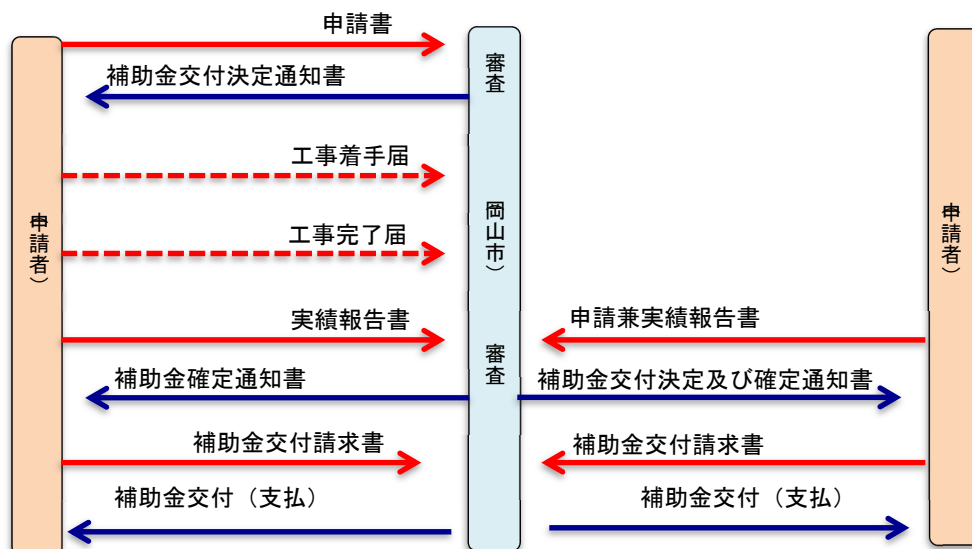 申請書
審査
補助金交付決定通知書
工事着手届
申請者）
岡山市）
申請者）
工事完了届
実績報告書
申請兼実績報告書
審査
補助金確定通知書
補助金交付決定及び確定通知書
補助金交付請求書
補助金交付請求書
補助金交付（支払）
補助金交付（支払）